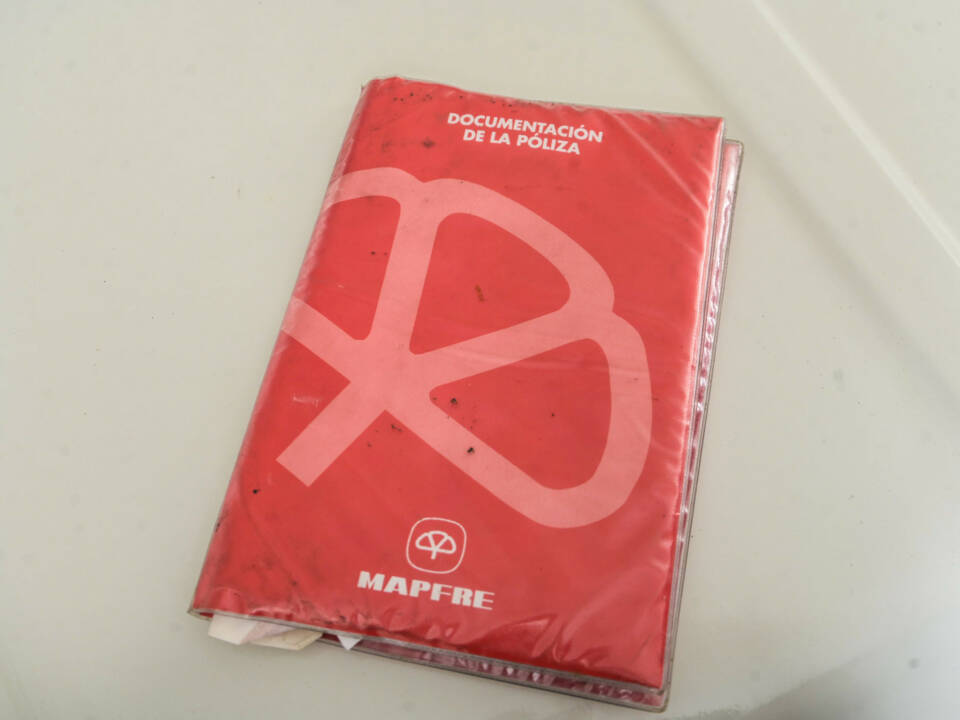 DOCUMENTACIÓN
DE LA PÓLIZA
MAPFRE